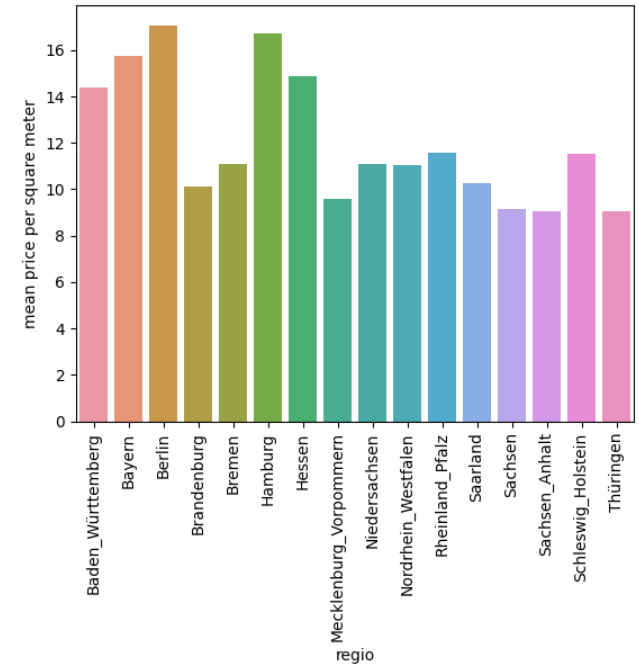 mean price per square meter
16
14
12
10
8
6
4
2
0
Baden_Württemberg
Bayern
Berlin
Brandenburg
Bremen
Hamburg
Hessen
Mecklenburg_Vorpommern
Niedersachsen
Nordrhein_Westfalen
Rheinland_Pfalz
Saarland
Sachsen
Sachsen_Anhalt
Schleswig_Holstein
Thüringen
regio